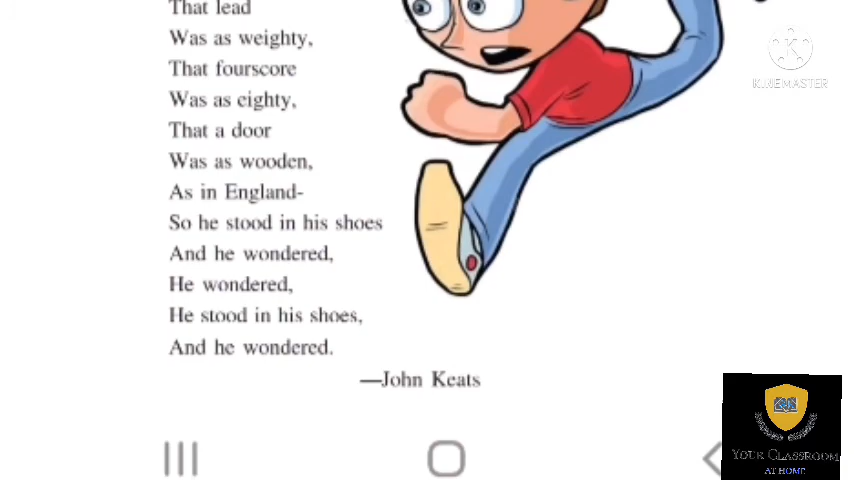 That lead
Was as weighty,
That fourscore
Was as eighty,
That a door
Was as wooden,
As in England-
So he stood in his shoes
And he wondered,
He wondered,
He stood in his shoes,
And he wondered.
—John Keats
KINEMASTER
YOUR CLASSROOM
AT HOME